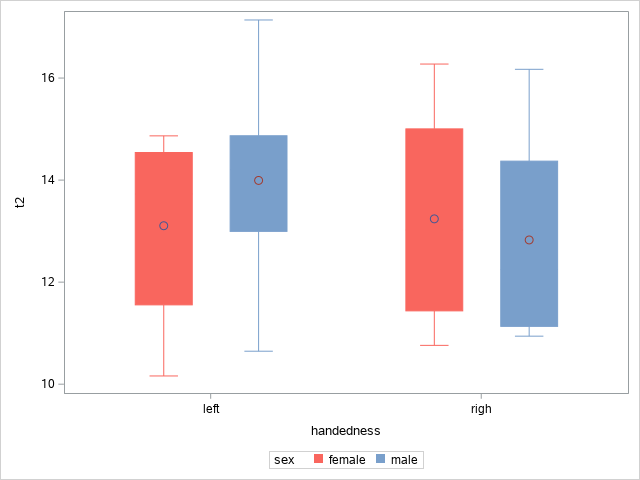 16
14
t2
12
10
left righ
handedness
sex female male